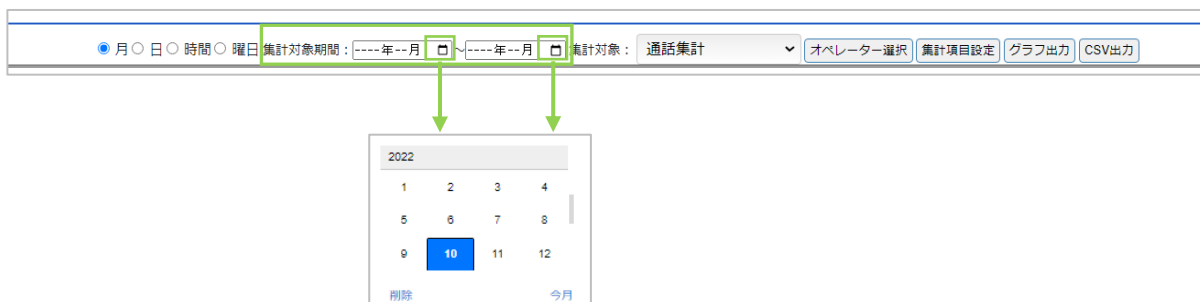 月 日 時間 曜日 集計対象期間：----年--月 ～ ----年--月 集計対象： 通話集計 オペレーター選択 集計項目設定 グラフ出力 CSV出力
2022
1 2 3 4
5 6 7 8
9 10 11 12
削除 今月